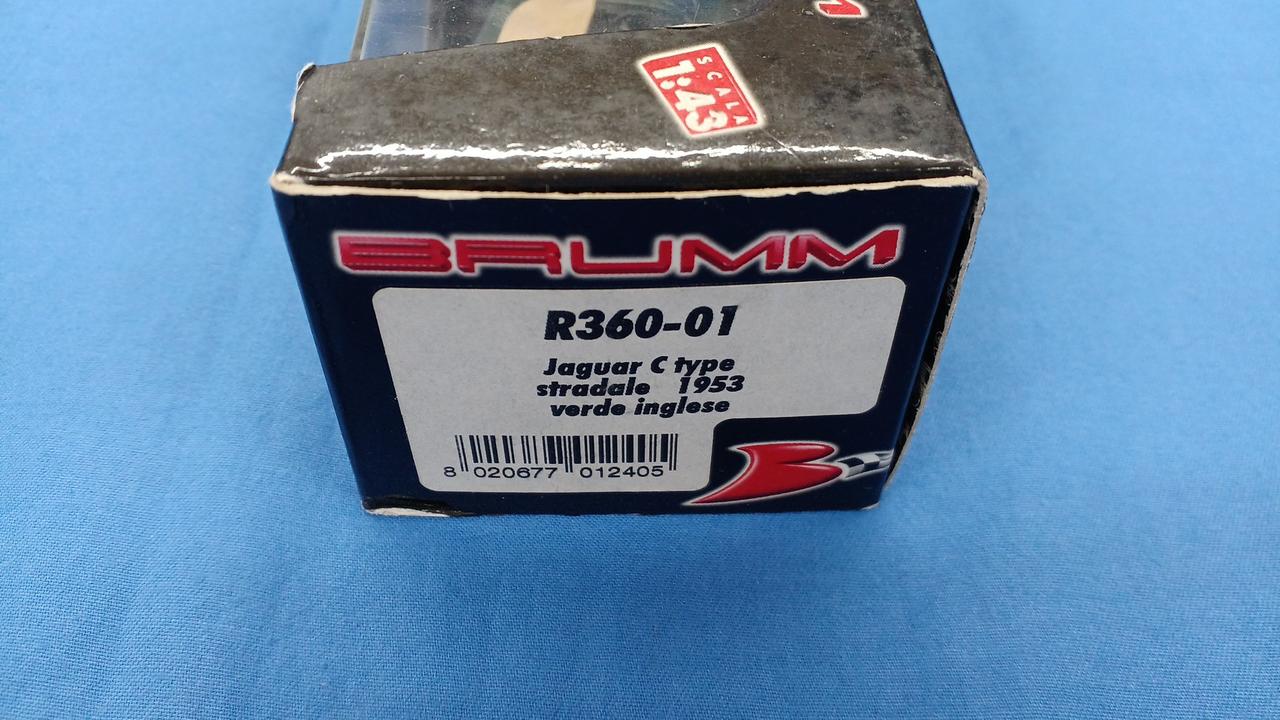 SCALA
1:43
BRUMM
R360-01
Jaguar C type
stradale 1953
verde inglese
8 020677 012405